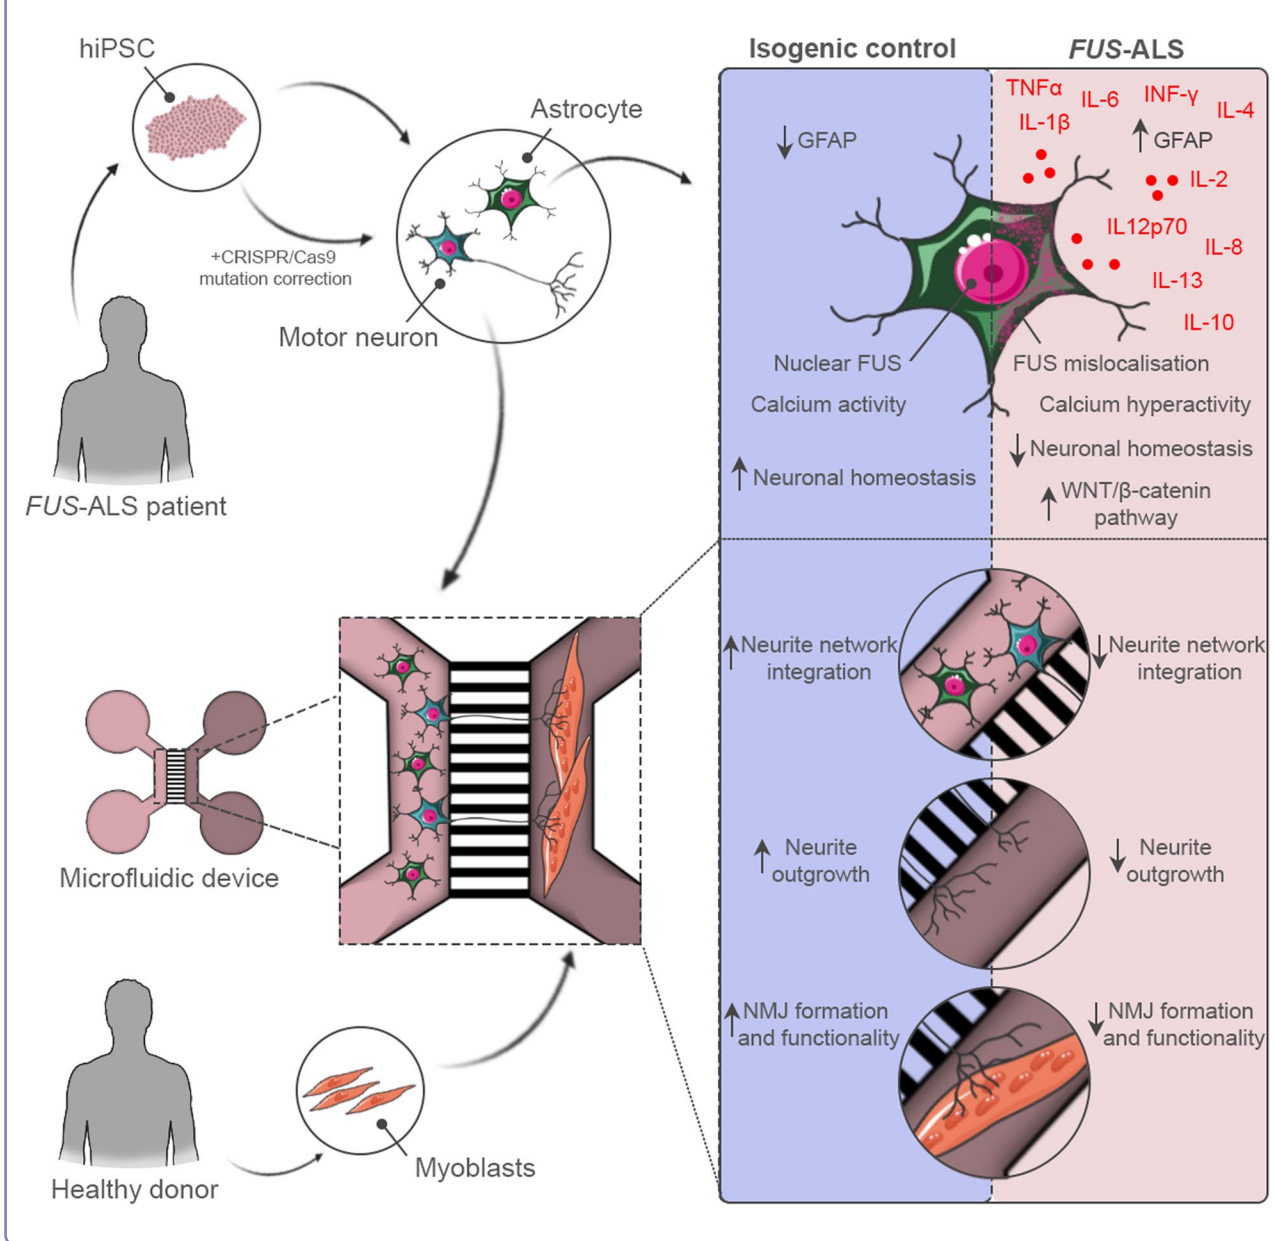 hiPSC
Astrocyte
+CRISPR/Cas9
mutation correction
Motor neuron
FUS-ALS patient
Microfluidic device
Healthy donor
Myoblasts
Isogenic control
FUS-ALS
TNFα
IL-6
INF-γ
IL-4
IL-1β
↓ GFAP
↑ GFAP
IL-2
IL12p70
IL-8
IL-13
IL-10
Nuclear FUS
FUS mislocalisation
Calcium activity
Calcium hyperactivity
↑ Neuronal homeostasis
↓ Neuronal homeostasis
↑ WNT/β-catenin
pathway
↑ Neurite network
integration
↓ Neurite network
integration
↑ Neurite
outgrowth
↓ Neurite
outgrowth
↑ NMJ formation
and functionality
↓ NMJ formation
and functionality